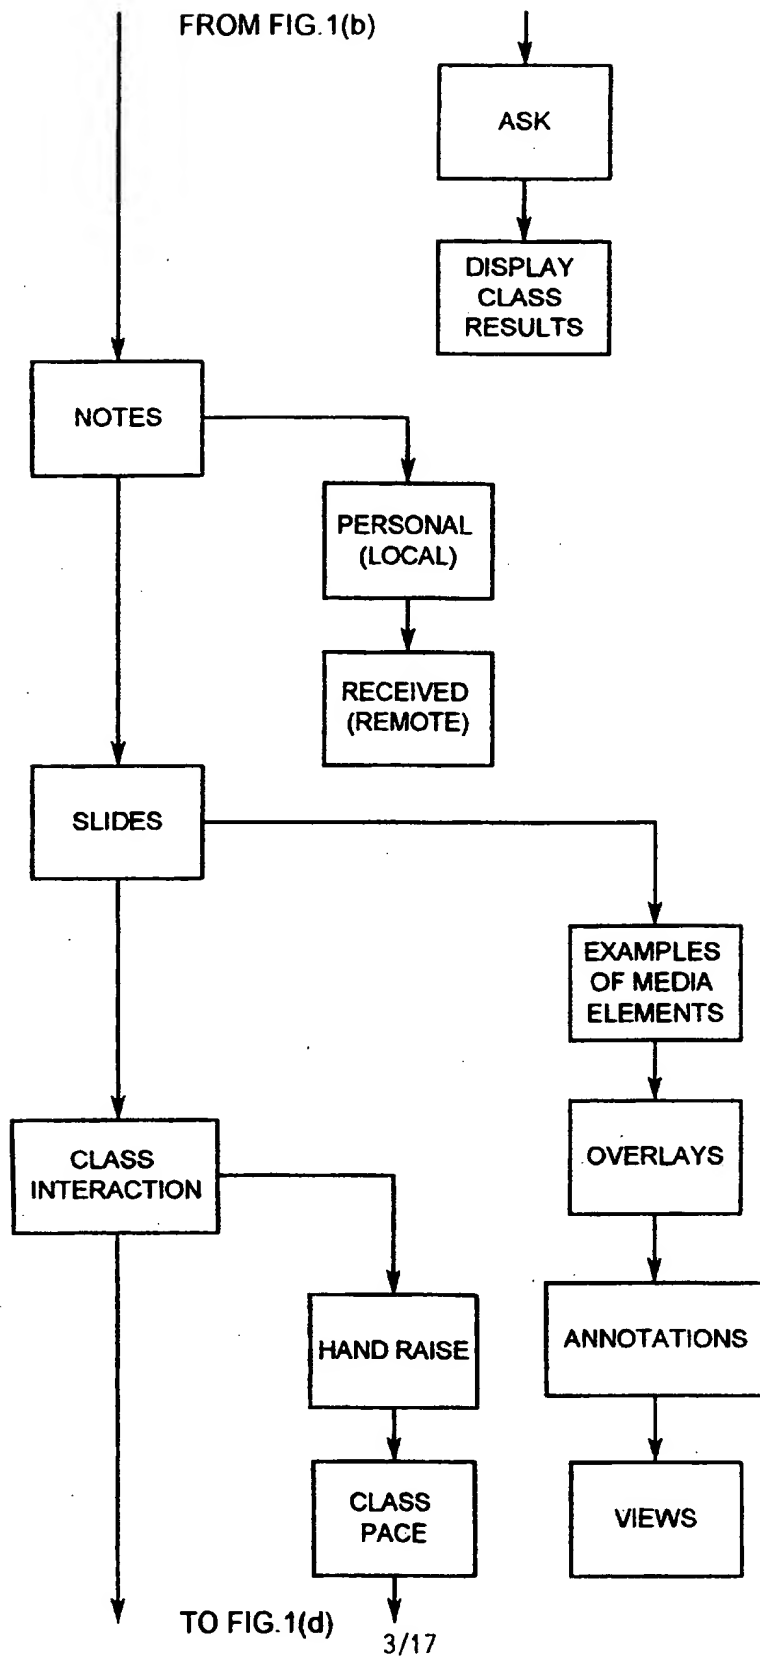 FROM FIG.1(b)
ASK
DISPLAY
CLASS
RESULTS
NOTES
PERSONAL
(LOCAL)
RECEIVED
(REMOTE)
SLIDES
EXAMPLES
OF MEDIA
ELEMENTS
CLASS
INTERACTION
OVERLAYS
HAND RAISE
ANNOTATIONS
CLASS
PACE
VIEWS
TO FIG.1(d)
3/17